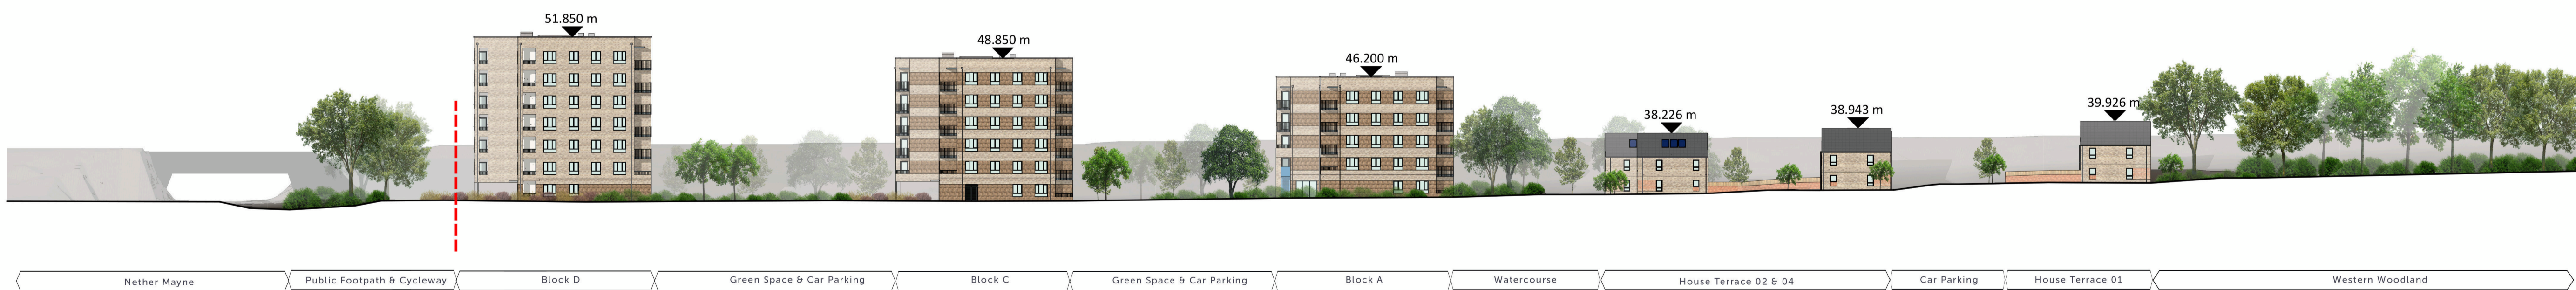 51.850 m
48.850 m
46.200 m
38.226 m
38.943 m
39.926 m
Nether Mayne
Public Footpath & Cycleway
Block D
Green Space & Car Parking
Block C
Green Space & Car Parking
Block A
Watercourse
House Terrace 02 & 04
Car Parking
House Terrace 01
Western Woodland